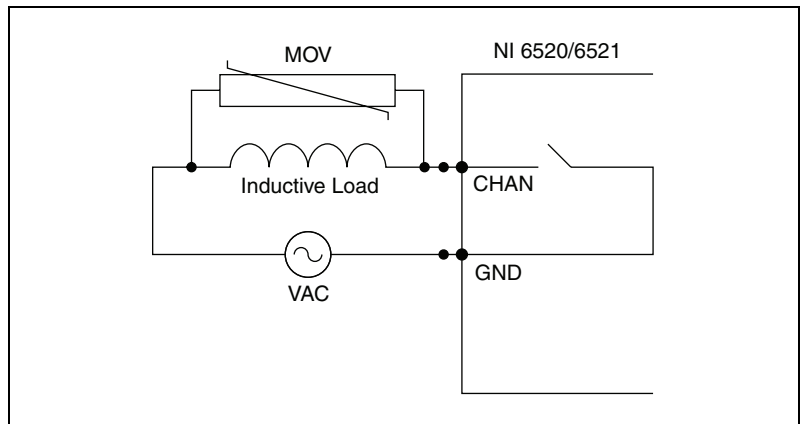 MOV
NI 6520/6521
Inductive Load
CHAN
GND
VAC